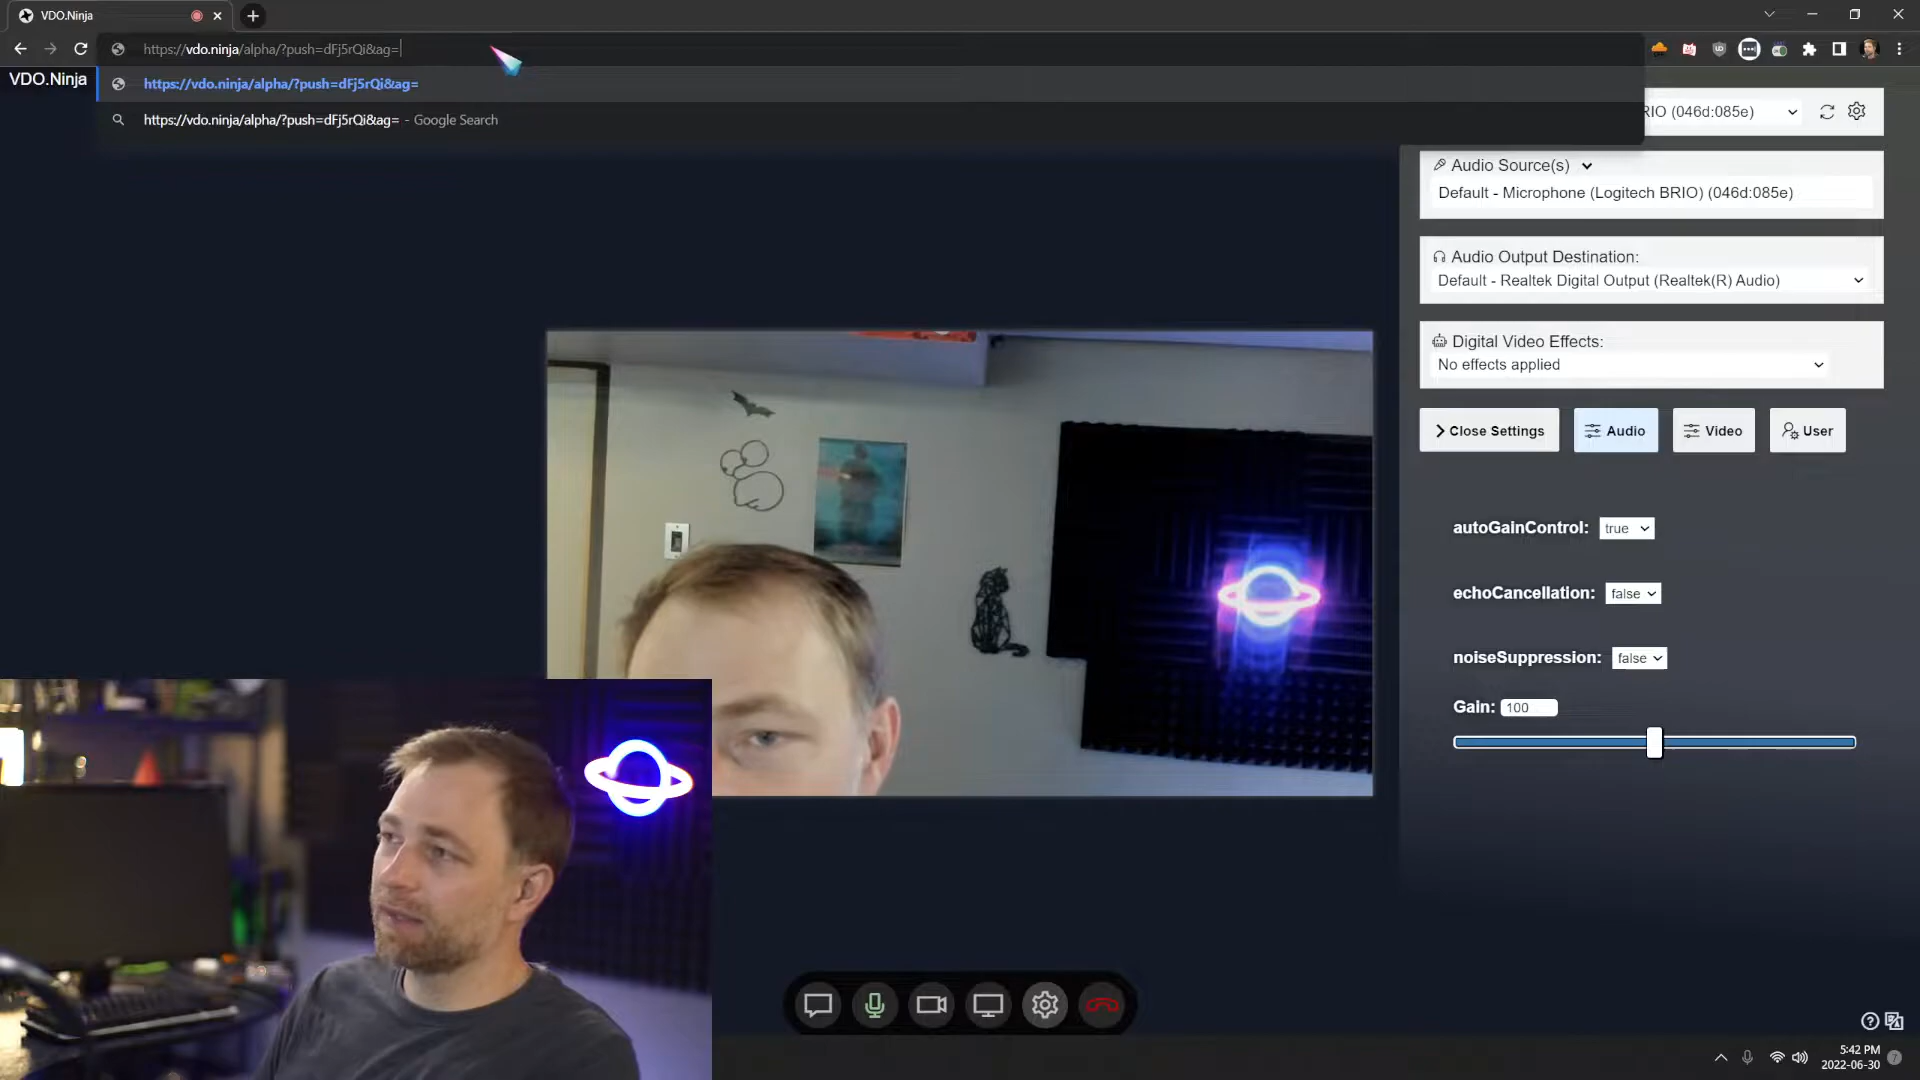 VDO.Ninja
https://vdo.ninja/alpha/?push=dFj5rQi&ag=
VDO.Ninja
https://vdo.ninja/alpha/?push=dFj5rQi&ag=
https://vdo.ninja/alpha/?push=dFj5rQi&ag= - Google Search
RIO (046d:085e)
Audio Source(s)
Default - Microphone (Logitech BRIO) (046d:085e)
Audio Output Destination:
Default - Realtek Digital Output (Realtek(R) Audio)
Digital Video Effects:
No effects applied
Close Settings Audio Video User
autoGainControl: true
echoCancellation: false
noiseSuppression: false
Gain: 100
5:42 PM
2022-06-30
7